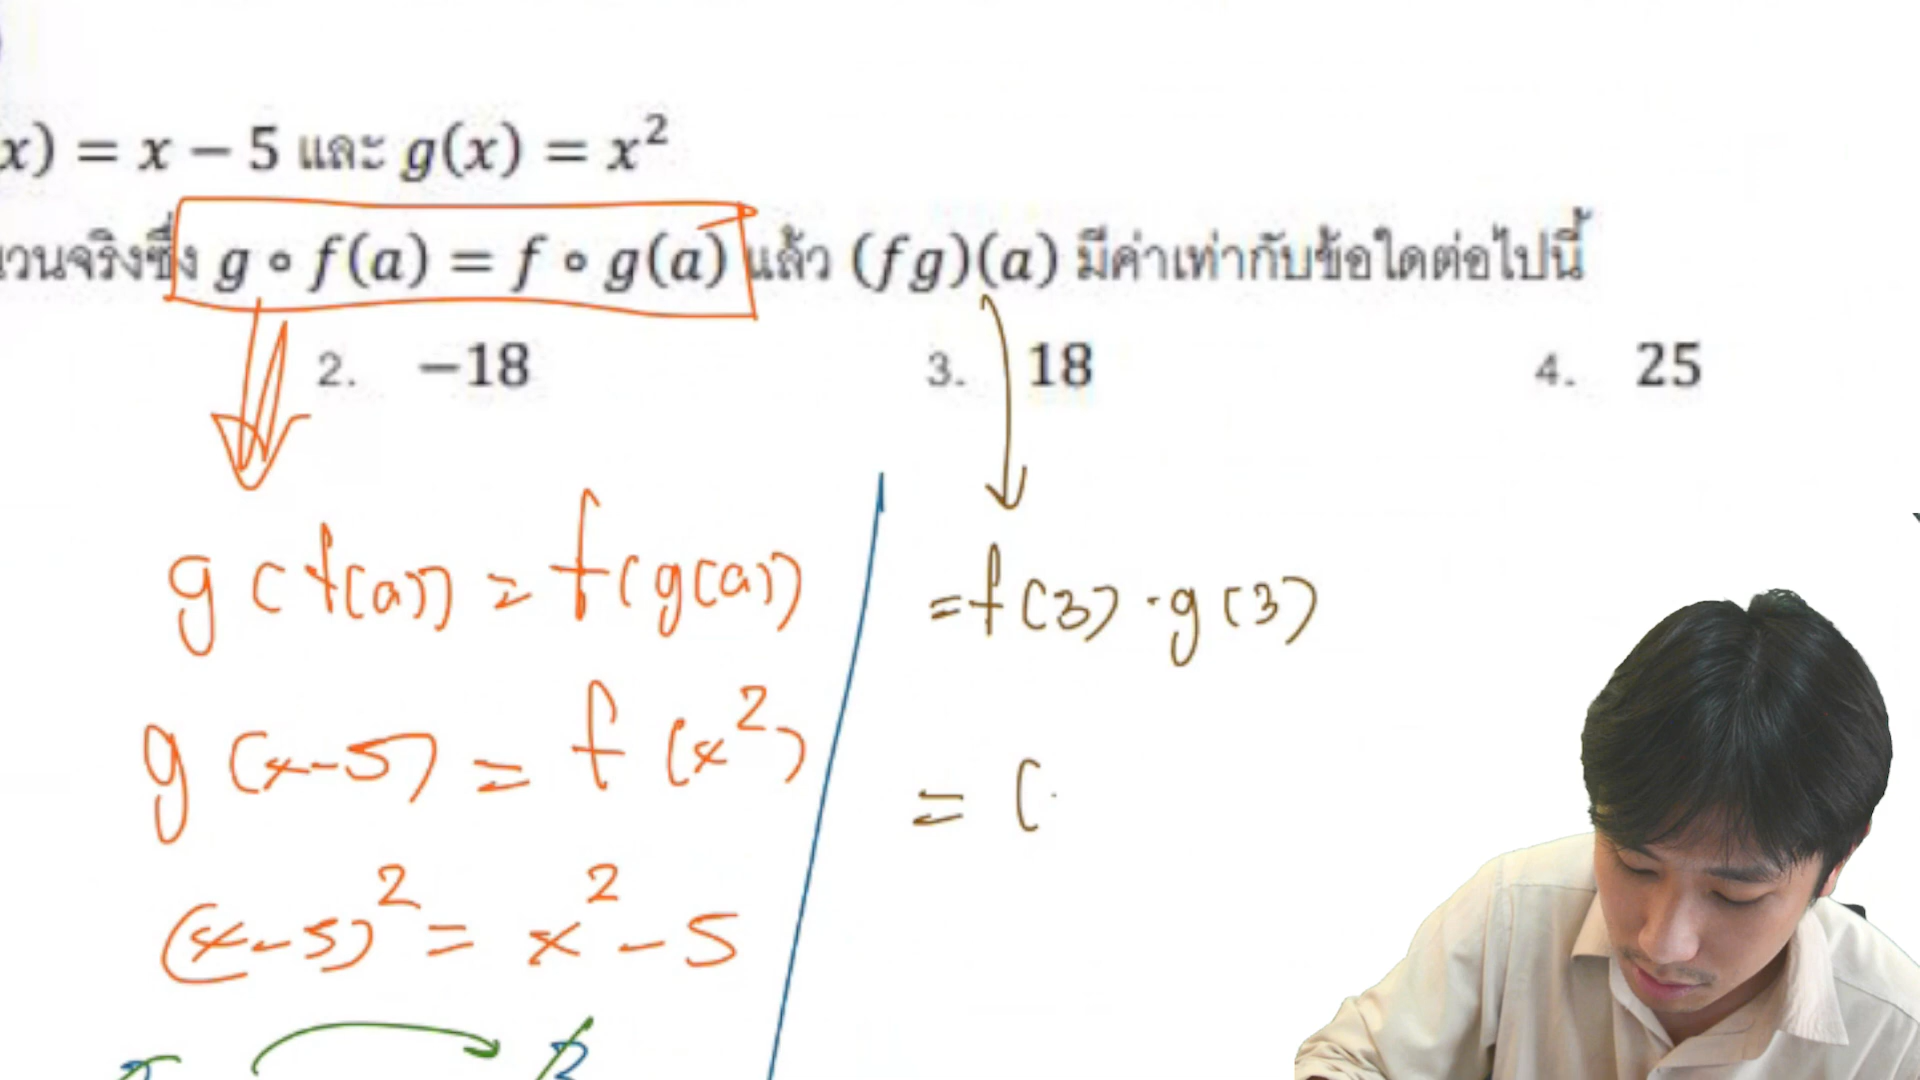 x) = x − 5 และ g(x) = x²
นวนจริงซึ่ง g ∘ f(a) = f ∘ g(a) แล้ว (fg)(a) มีค่าเท่ากับข้อใดต่อไปนี้
2. −18 3. 18 4. 25
g(f(a)) = f(g(a))
g(x-5) = f(x²)
(x-5)² = x² - 5
= f(3) · g(3)
= (